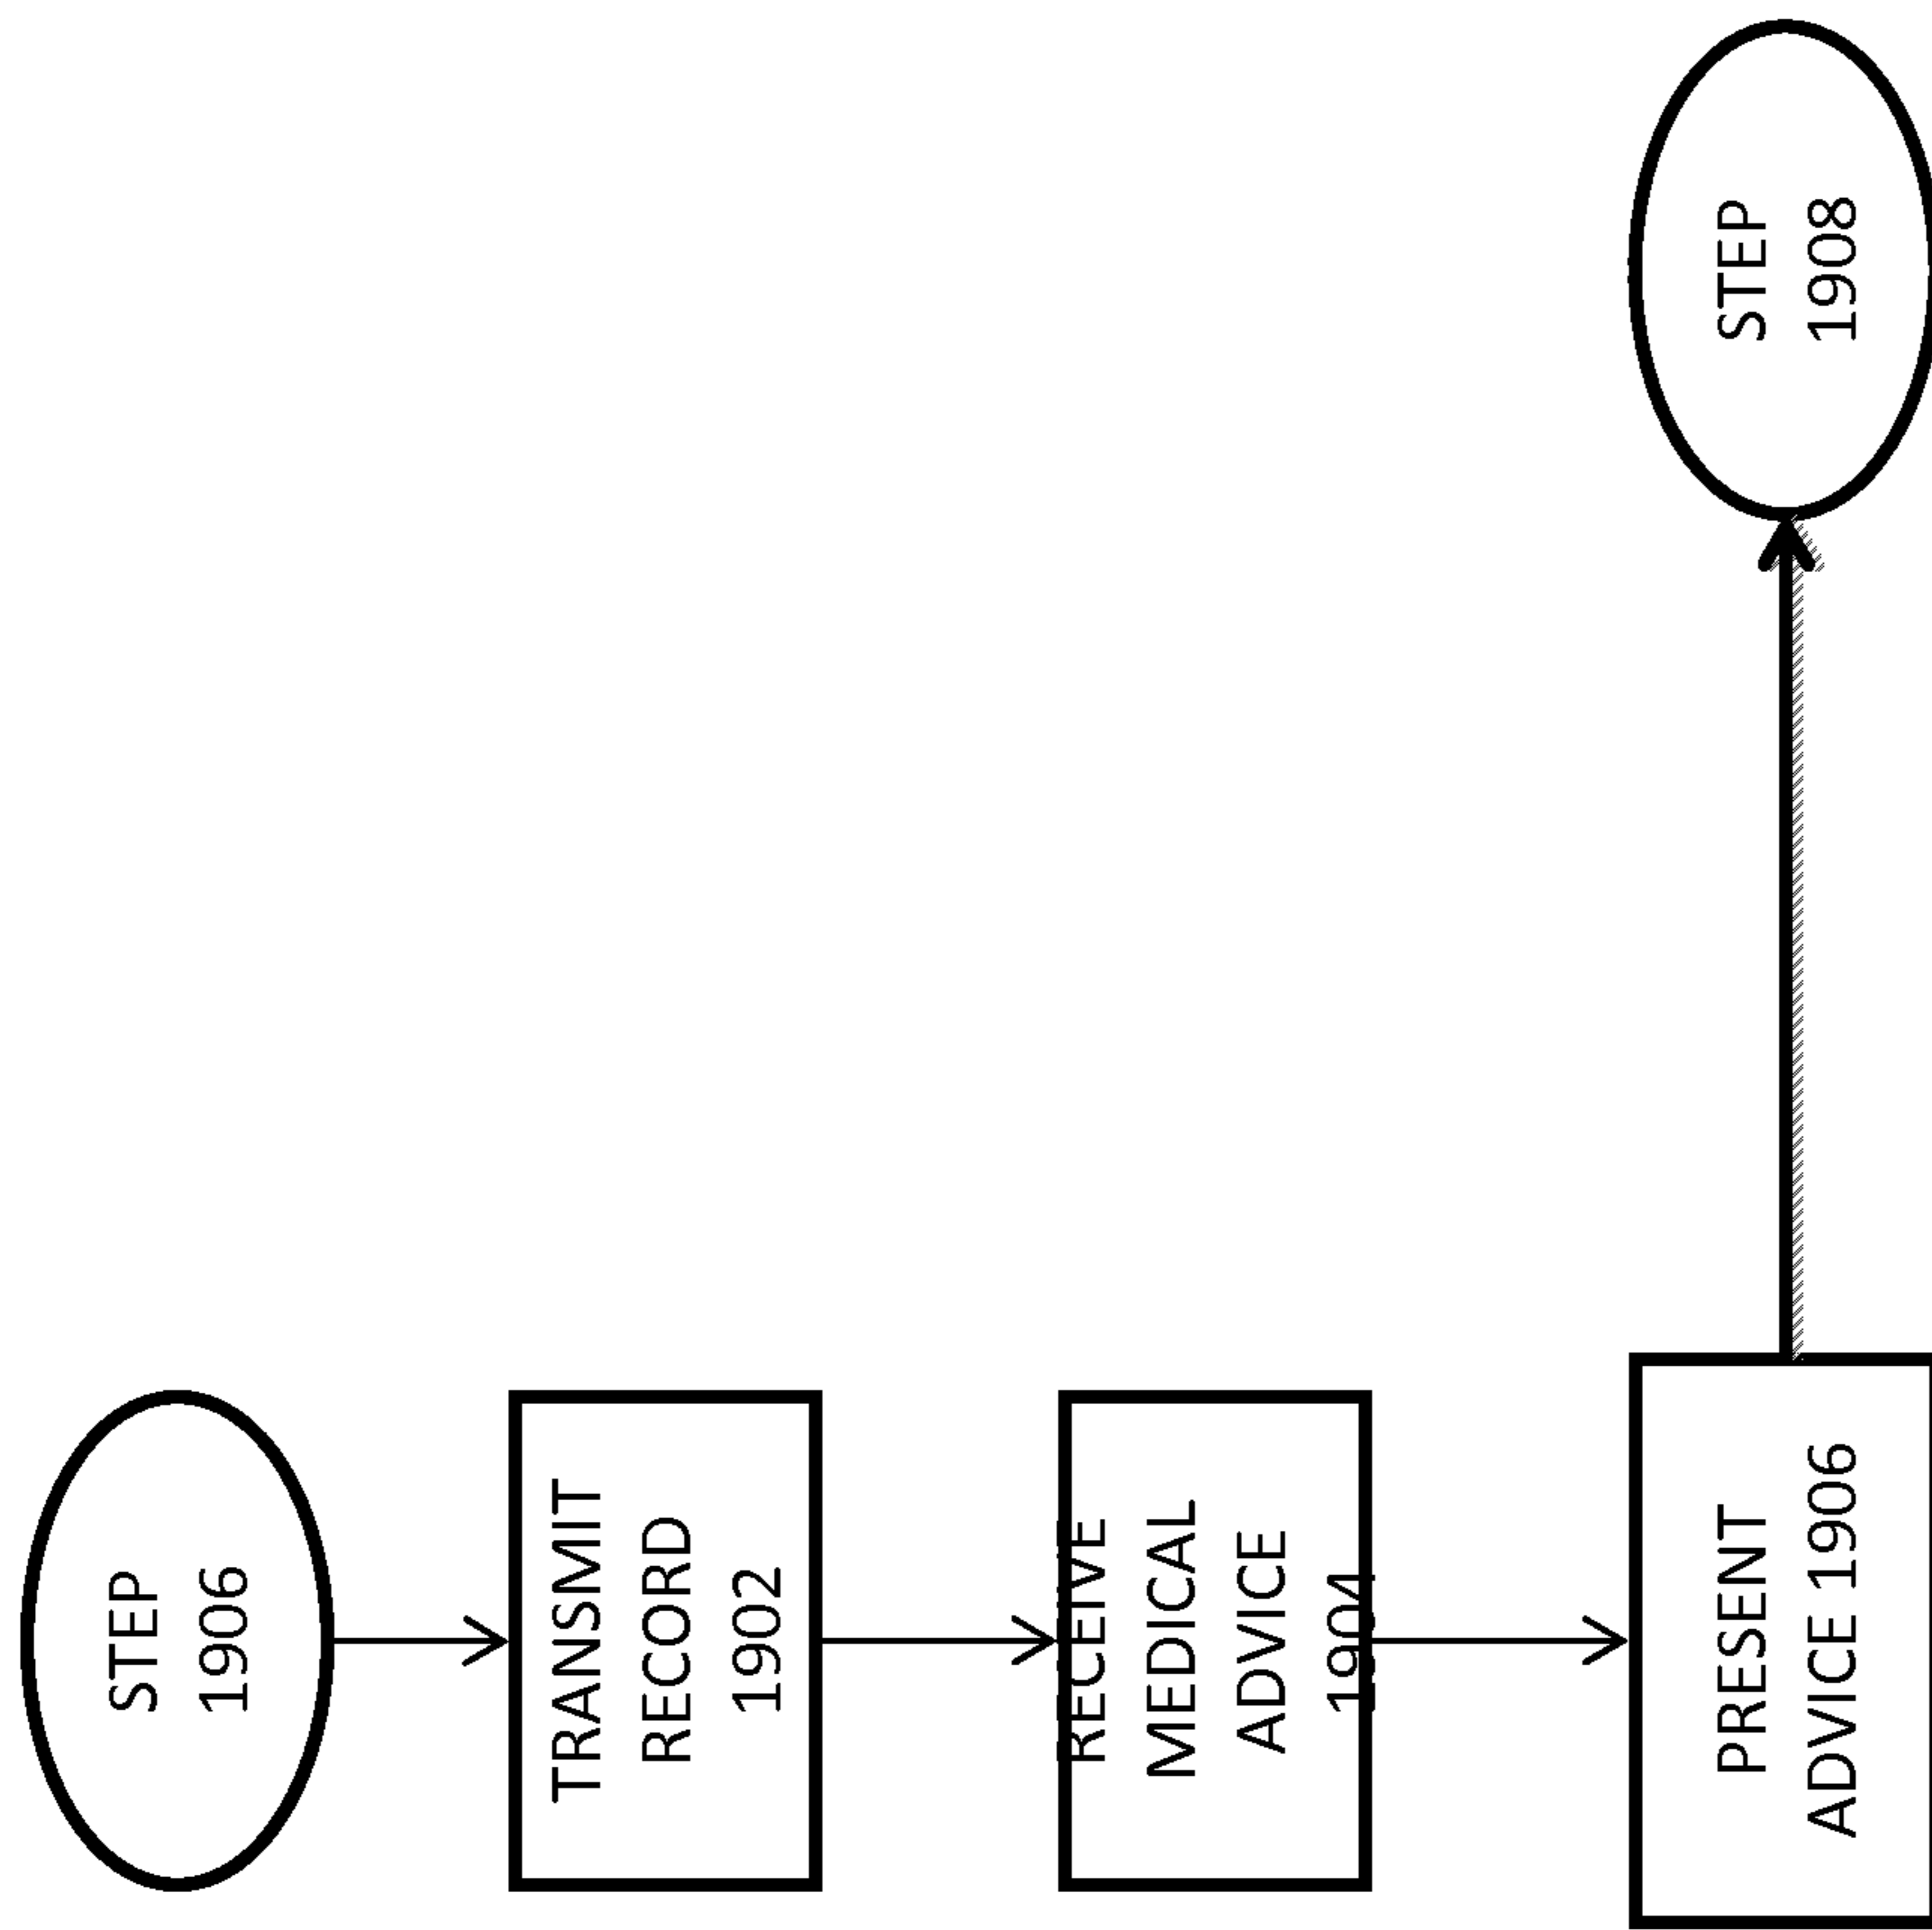 STEP
1906
TRANSMIT
RECORD
1902
RECEIVE
MEDICAL
ADVICE
1904
PRESENT
ADVICE 1906
STEP
1908